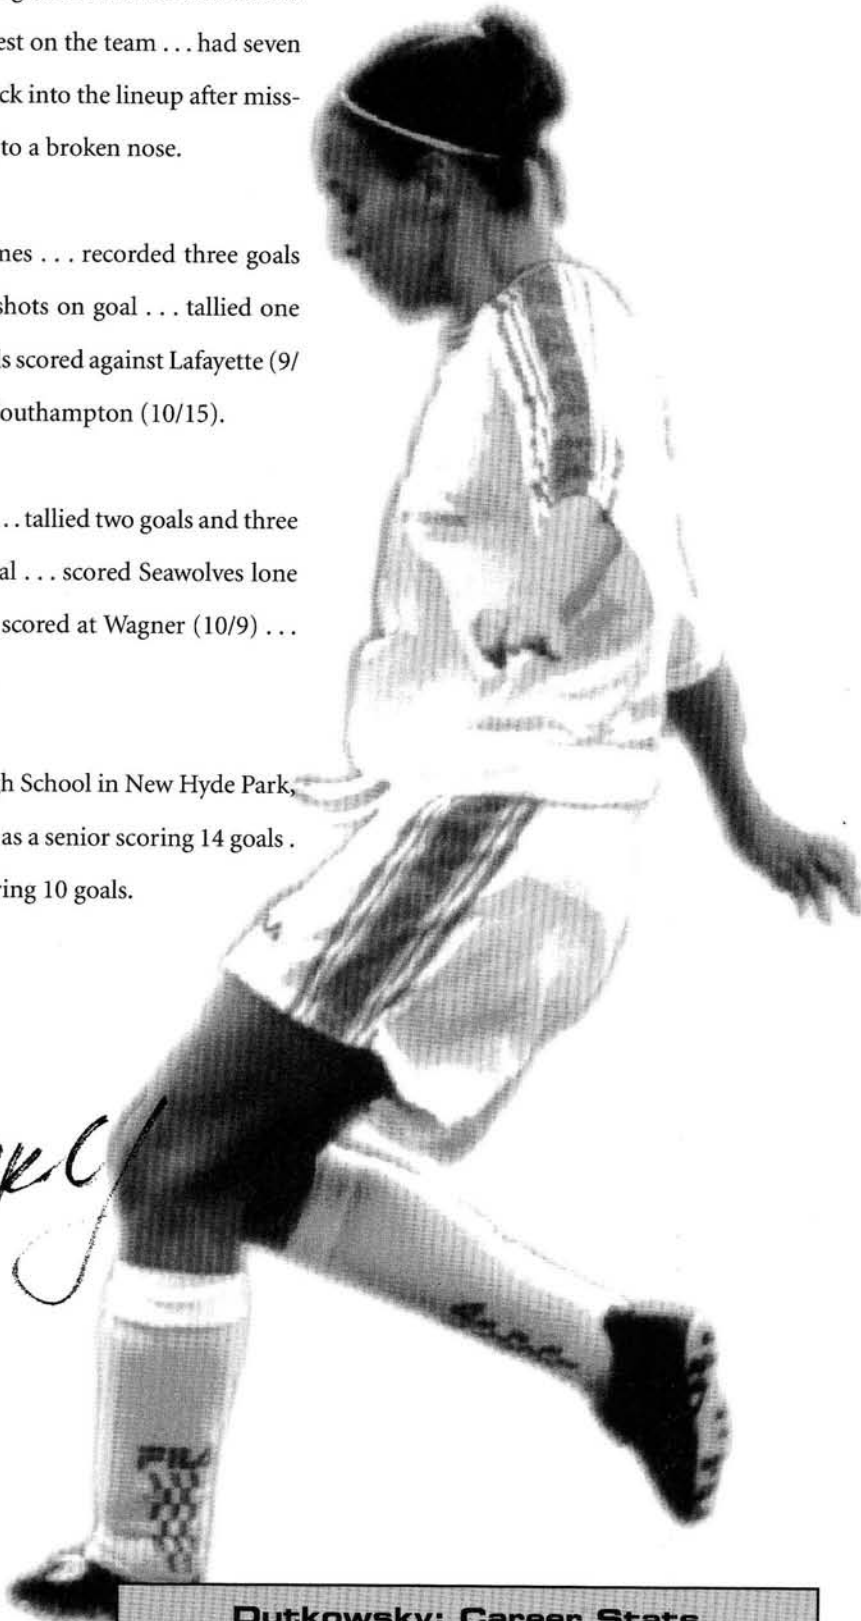 est on the team . . . had seven
ck into the lineup after miss-
to a broken nose.
nes . . . recorded three goals
shots on goal . . . tallied one
s scored against Lafayette (9/
outhampton (10/15).
. . tallied two goals and three
al . . . scored Seawolves lone
scored at Wagner (10/9) . . .
h School in New Hyde Park,
as a senior scoring 14 goals .
ing 10 goals.
FILA
Dutkowsky: Career Stats